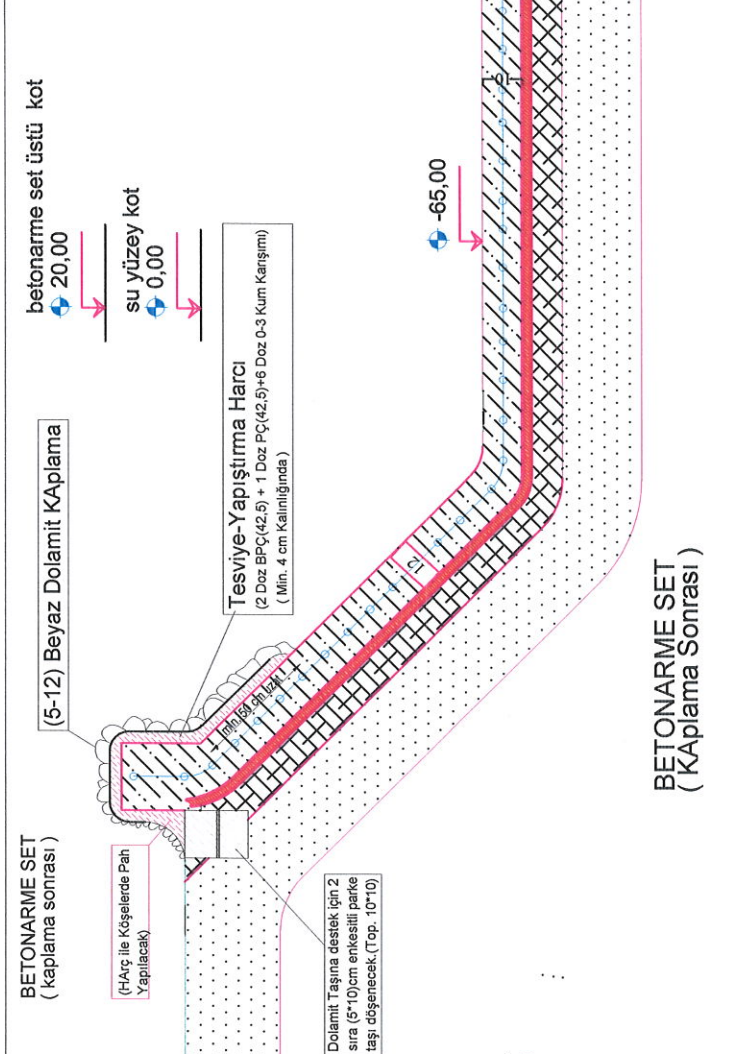 BETONARME SET
( kaplama sonrası )
(5-12) Beyaz Dolamit KAplama
betonarme set üstü kot
20,00
su yüzey kot
0,00
(HArç ile Köşelerde Pah
Yapılacak)
Tesviye-Yapıştırma Harcı
(2 Doz BPÇ(42,5) + 1 Doz PÇ(42,5)+6 Doz 0-3 Kum Karışımı)
( Min. 4 cm Kalınlığında )
min. 50 cm uzat
12
10
-65,00
Dolamit Taşına destek için 2
sıra (5*10)cm enkesitli parke
taşı döşenecek.(Top. 10*10)
BETONARME SET
( KAplama Sonrası )